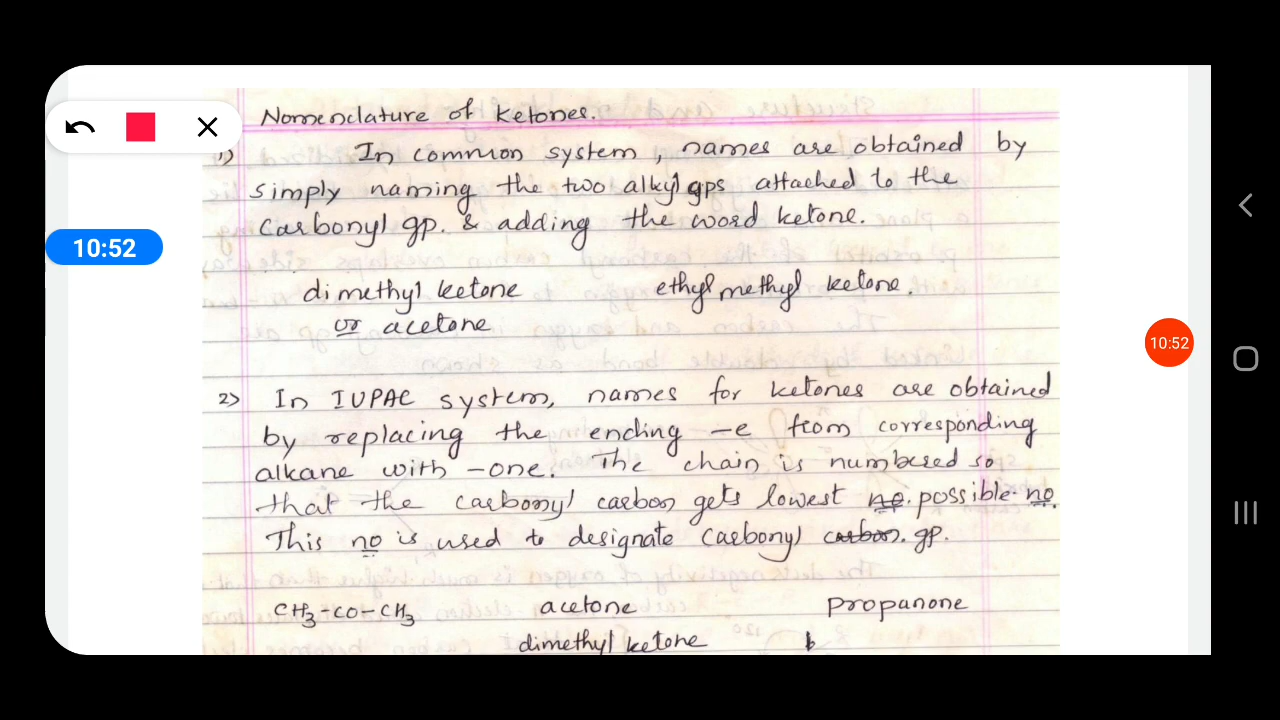 Nomenclature of Ketones.
1) In common system, names are obtained by
simply naming the two alkyl gps attached to the
carbonyl gp. & adding the word ketone.
10:52
dimethyl ketone ethyl methyl ketone.
or acetone
10:52
2) In IUPAC system, names for ketones are obtained
by replacing the ending -e from corresponding
alkane with -one. The chain is numbered so
that the carbonyl carbon gets lowest no. possible. no.
This no is used to designate carbonyl carbon. gp.
CH3-CO-CH3 acetone propanone
dimethyl ketone